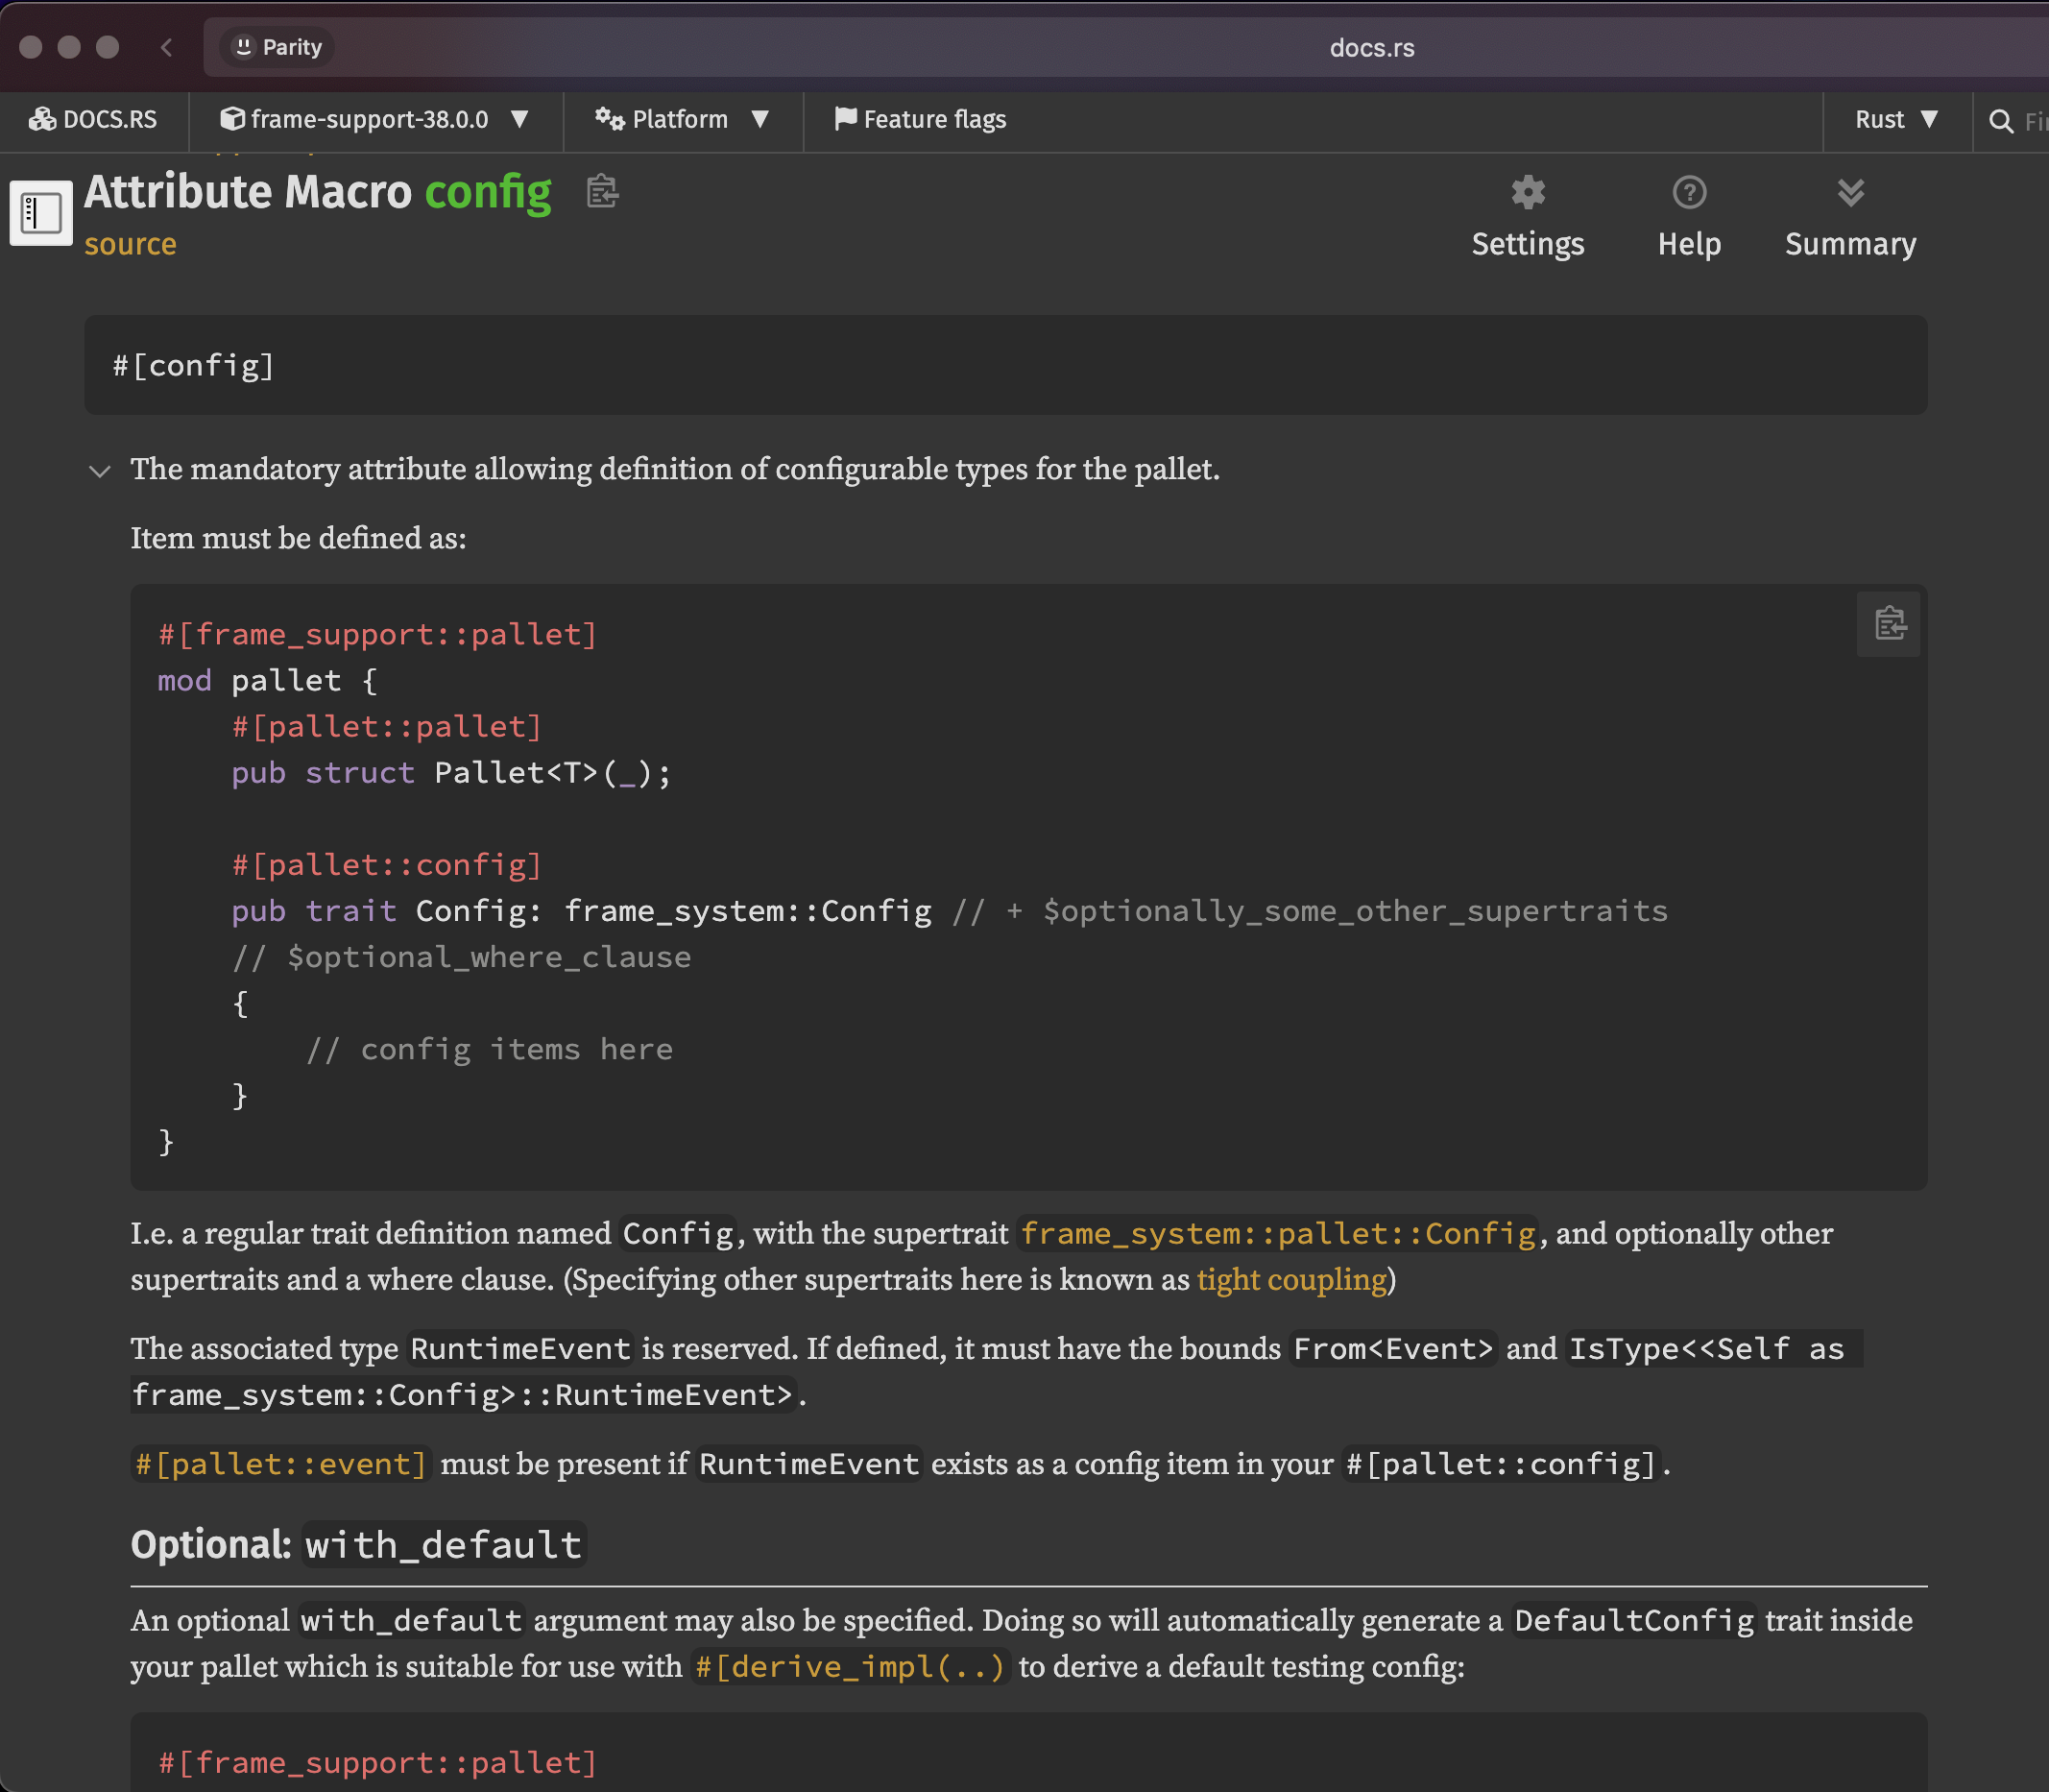 Parity
docs.rs
DOCS.RS
frame-support-38.0.0 ▼
Platform ▼
Feature flags
Rust ▼
Attribute Macro config
source
Settings
Help
Summary
#[config]
The mandatory attribute allowing definition of configurable types for the pallet.
Item must be defined as:
#[frame_support::pallet]
mod pallet {
    #[pallet::pallet]
    pub struct Pallet<T>(_);
    #[pallet::config]
    pub trait Config: frame_system::Config // + $optionally_some_other_supertraits
    // $optional_where_clause
    {
        // config items here
    }
}
I.e. a regular trait definition named Config, with the supertrait frame_system::pallet::Config, and optionally other
supertraits and a where clause. (Specifying other supertraits here is known as tight coupling)
The associated type RuntimeEvent is reserved. If defined, it must have the bounds From<Event> and IsType<<Self as
frame_system::Config>::RuntimeEvent>.
#[pallet::event] must be present if RuntimeEvent exists as a config item in your #[pallet::config].
Optional: with_default
An optional with_default argument may also be specified. Doing so will automatically generate a DefaultConfig trait inside
your pallet which is suitable for use with #[derive_impl(..) to derive a default testing config:
#[frame_support::pallet]